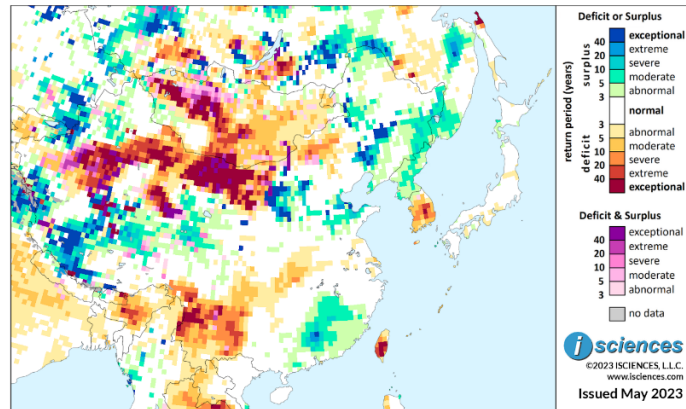 Deficit or Surplus
return period (years)
surplus
deficit
exceptional
40
extreme
20
severe
10
moderate
5
abnormal
3
normal
3
abnormal
5
moderate
10
severe
20
extreme
40
exceptional
Deficit & Surplus
exceptional
40
extreme
20
severe
10
moderate
5
abnormal
3
no data
i sciences
©2023 ISCIENCES, L.L.C.
www.isciences.com
Issued May 2023